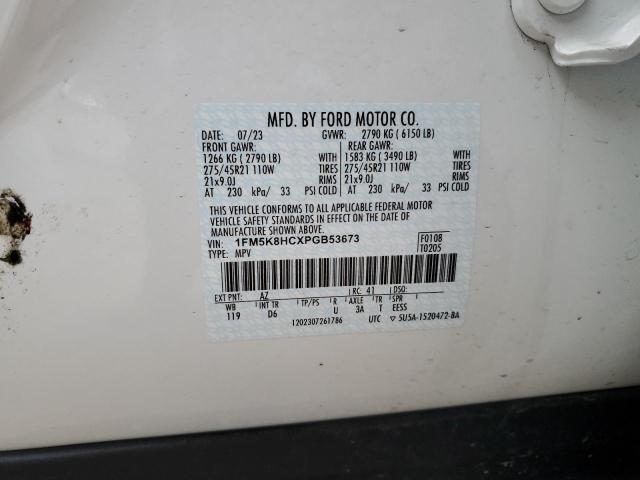 MFD. BY FORD MOTOR CO.
DATE: 07/23 GVWR: 2790 KG ( 6150 LB)
FRONT GAWR: REAR GAWR:
1266 KG ( 2790 LB) WITH 1583 KG ( 3490 LB) WITH
275/45R21 110W TIRES 275/45R21 110W TIRES
21x9.0J RIMS 21x9.0J RIMS
AT 230 kPa/ 33 PSI COLD AT 230 kPa/ 33 PSI COLD
THIS VEHICLE CONFORMS TO ALL APPLICABLE FEDERAL MOTOR
VEHICLE SAFETY STANDARDS IN EFFECT ON THE DATE OF
MANUFACTURE SHOWN ABOVE.
VIN: 1FM5K8HCXPGB53673 F0108
TYPE: MPV T0205
EXT PNT: AZ RC: 41 DSO:
WB INT TR TP/PS R AXLE TR SPR
119 D6 U 3A T EESS
1202307261786 UTC ▽ 5U5A-1520472-BA